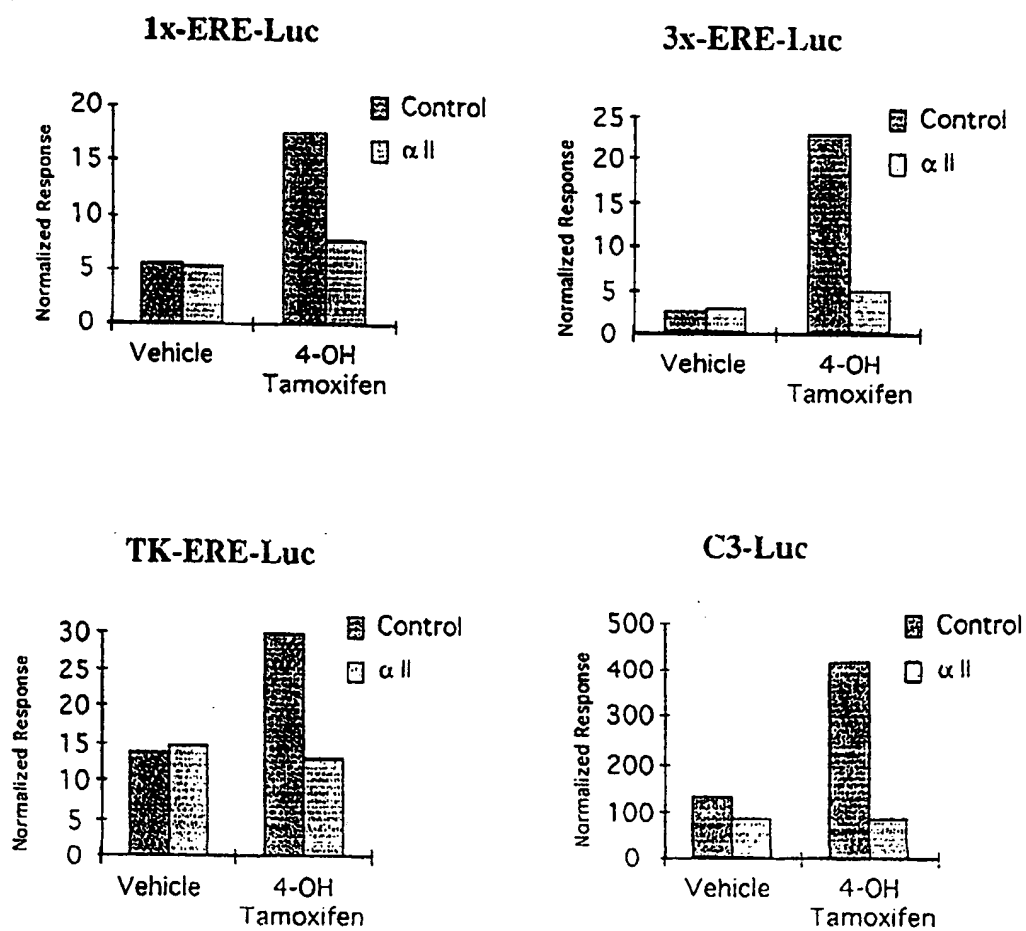 1x-ERE-Luc
Normalized Response
20
15
10
5
0
Control
α II
Vehicle
4-OH
Tamoxifen
3x-ERE-Luc
Normalized Response
25
20
15
10
5
0
Control
α II
Vehicle
4-OH
Tamoxifen
TK-ERE-Luc
Normalized Response
30
25
20
15
10
5
0
Control
α II
Vehicle
4-OH
Tamoxifen
C3-Luc
Normalized Response
500
400
300
200
100
0
Control
α II
Vehicle
4-OH
Tamoxifen